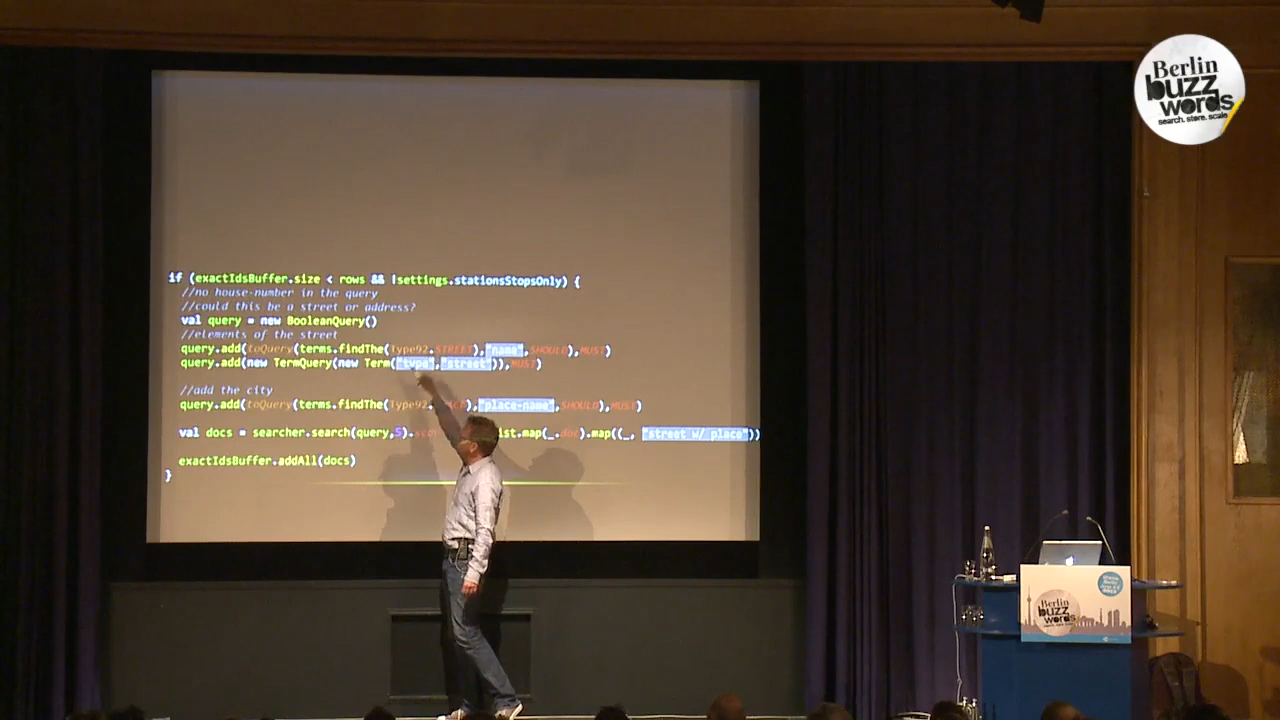 Berlin
buzz
words
search. store. scale
if (exactIdsBuffer.size < rows && !settings.stationsStopsOnly) {
//no house-number in the query
//could this be a street or address?
val query = new BooleanQuery()
//elements of the street
query.add(toQuery(terms.findThe(Type92.STREET),"name",SHOULD),MUST)
query.add(new TermQuery(new Term("type","street")),MUST)
//add the city
query.add(toQuery(terms.findThe(Type92. ),"place-name",SHOULD),MUST)
val docs = searcher.search(query,5). .map(_.doc).map((_, "street w/ place"))
exactIdsBuffer.addAll(docs)
}
Berlin
buzz
words